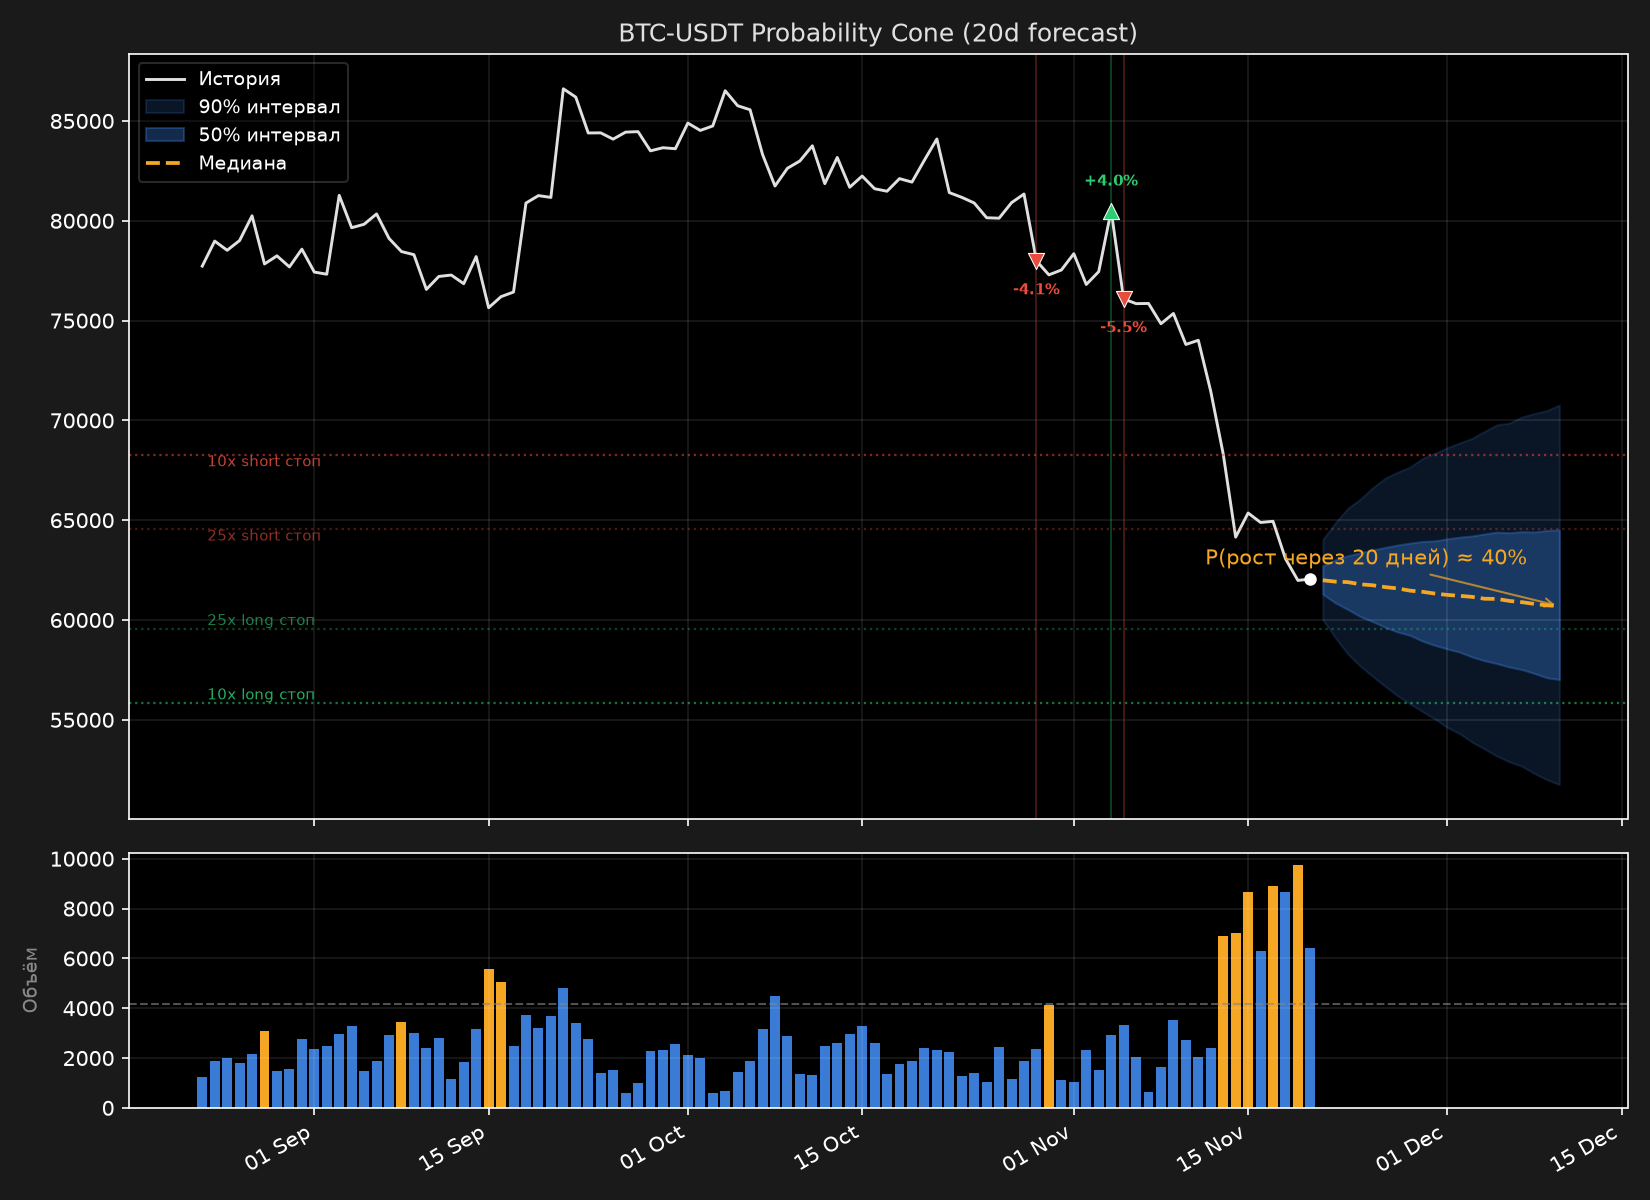 BTC-USDT Probability Cone (20d forecast)
История
90% интервал
50% интервал
Медиана
85000
80000
75000
70000
65000
60000
55000
+4.0%
-4.1%
-5.5%
10x short стоп
25x short стоп
P(рост через 20 дней) ≈ 40%
25x long стоп
10x long стоп
Объём
10000
8000
6000
4000
2000
0
01 Sep
15 Sep
01 Oct
15 Oct
01 Nov
15 Nov
01 Dec
15 Dec